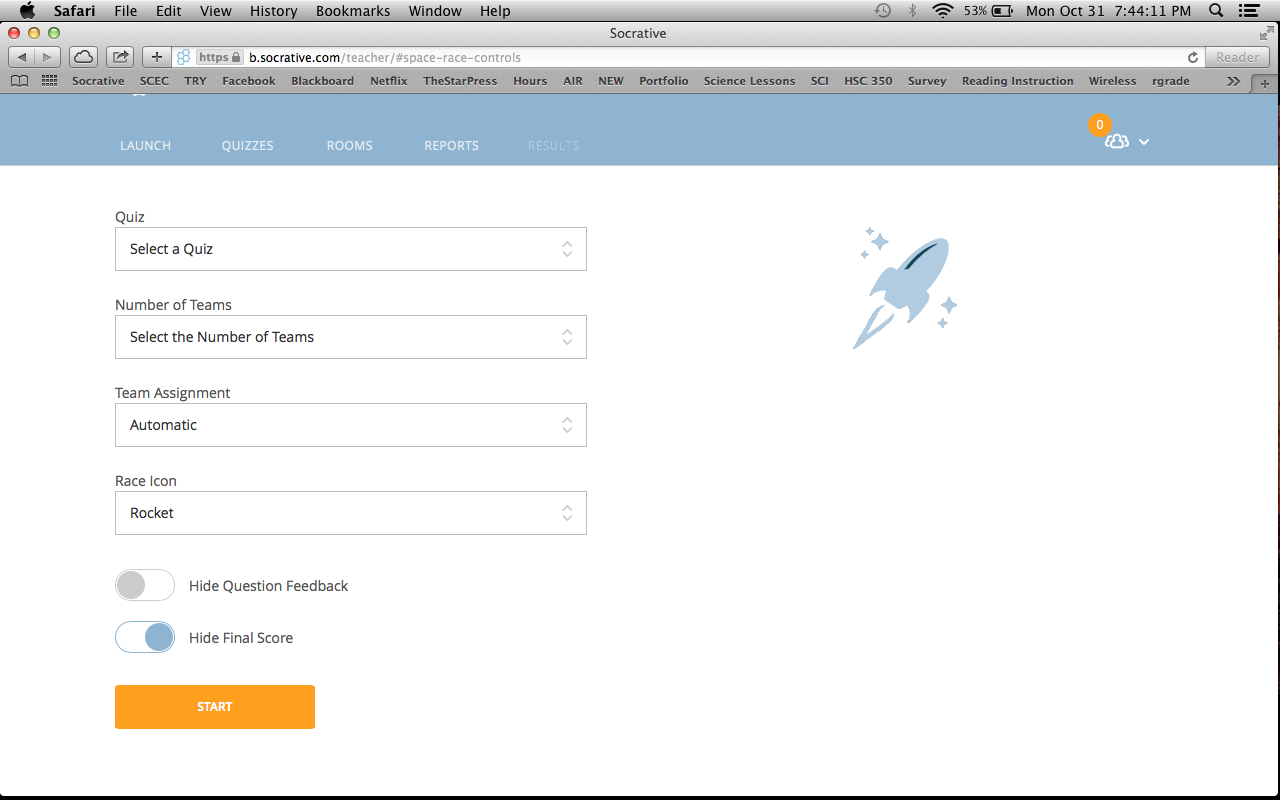 Safari File Edit View History Bookmarks Window Help 53% Mon Oct 31 7:44:11 PM
Socrative
https b.socrative.com/teacher/#space-race-controls Reader
Socrative SCEC TRY Facebook Blackboard Netflix TheStarPress Hours AIR NEW Portfolio Science Lessons SCI HSC 350 Survey Reading Instruction Wireless rgrade
0
LAUNCH QUIZZES ROOMS REPORTS RESULTS
Quiz
Select a Quiz
Number of Teams
Select the Number of Teams
Team Assignment
Automatic
Race Icon
Rocket
Hide Question Feedback
Hide Final Score
START